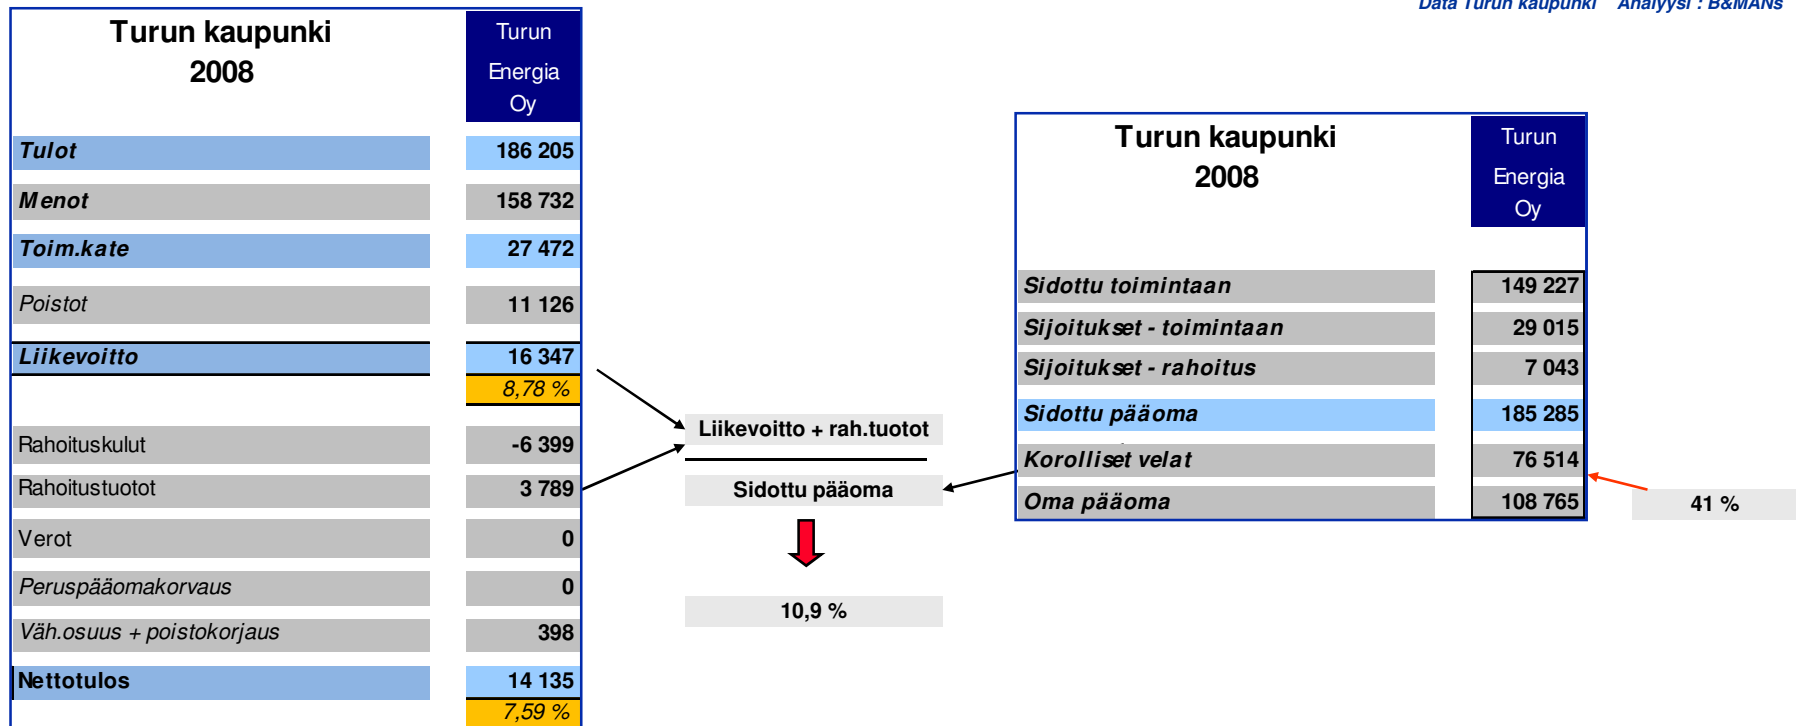 Data Turun kaupunki Analyysi : B&MANs
Turun kaupunki
2008
Turun
Energia
Oy
Tulot 186 205
Menot 158 732
Toim.kate 27 472
Poistot 11 126
Liikevoitto 16 347
8,78 %
Rahoituskulut -6 399
Rahoitustuotot 3 789
Verot 0
Peruspääomakorvaus 0
Väh.osuus + poistokorjaus 398
Nettotulos 14 135
7,59 %
Liikevoitto + rah.tuotot
Sidottu pääoma
10,9 %
Turun kaupunki
2008
Turun
Energia
Oy
Sidottu toimintaan 149 227
Sijoitukset - toimintaan 29 015
Sijoitukset - rahoitus 7 043
Sidottu pääoma 185 285
Korolliset velat 76 514
Oma pääoma 108 765
41 %